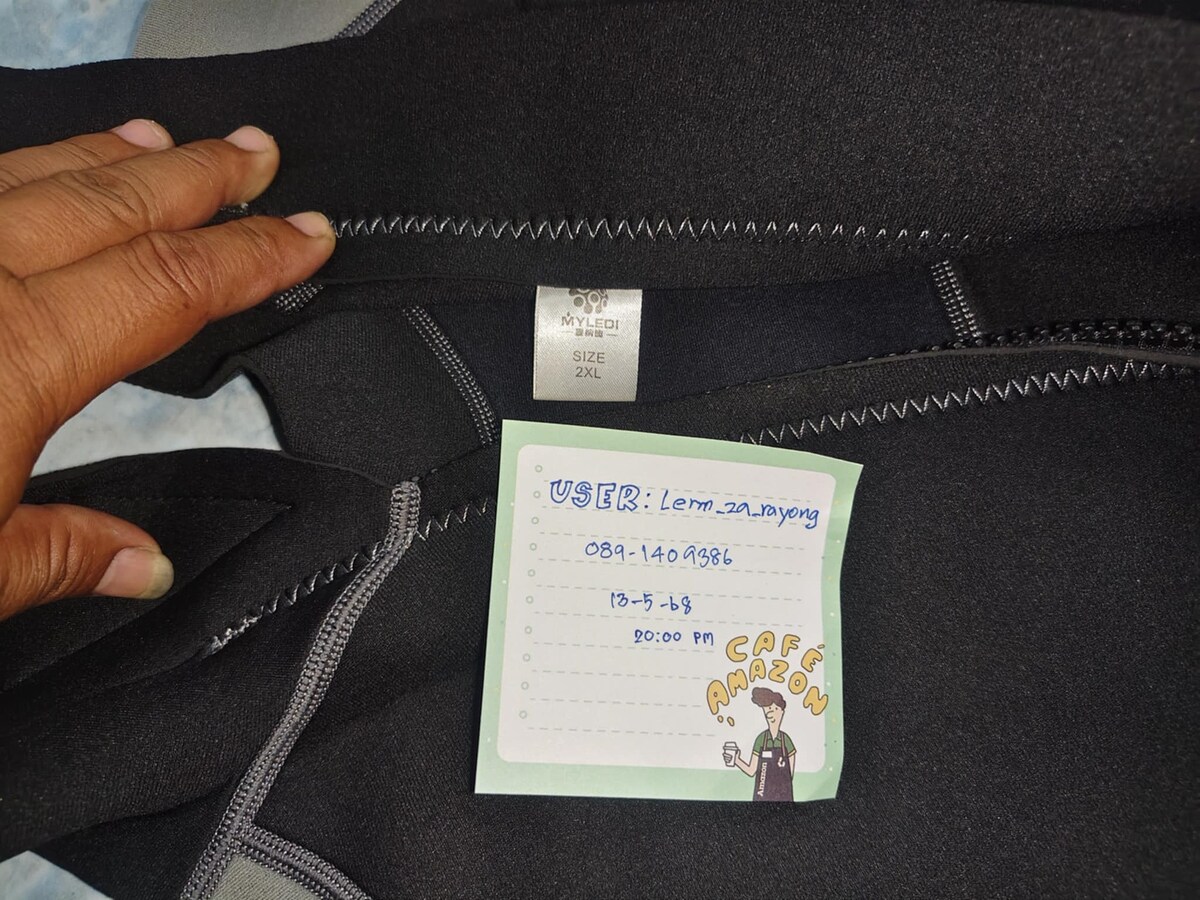 MYLEDI
SIZE
2XL
USER: Lerm_za_rayong
089-1409386
13-5-68
20:00 PM
CAFÉ
AMAZON
Amazon